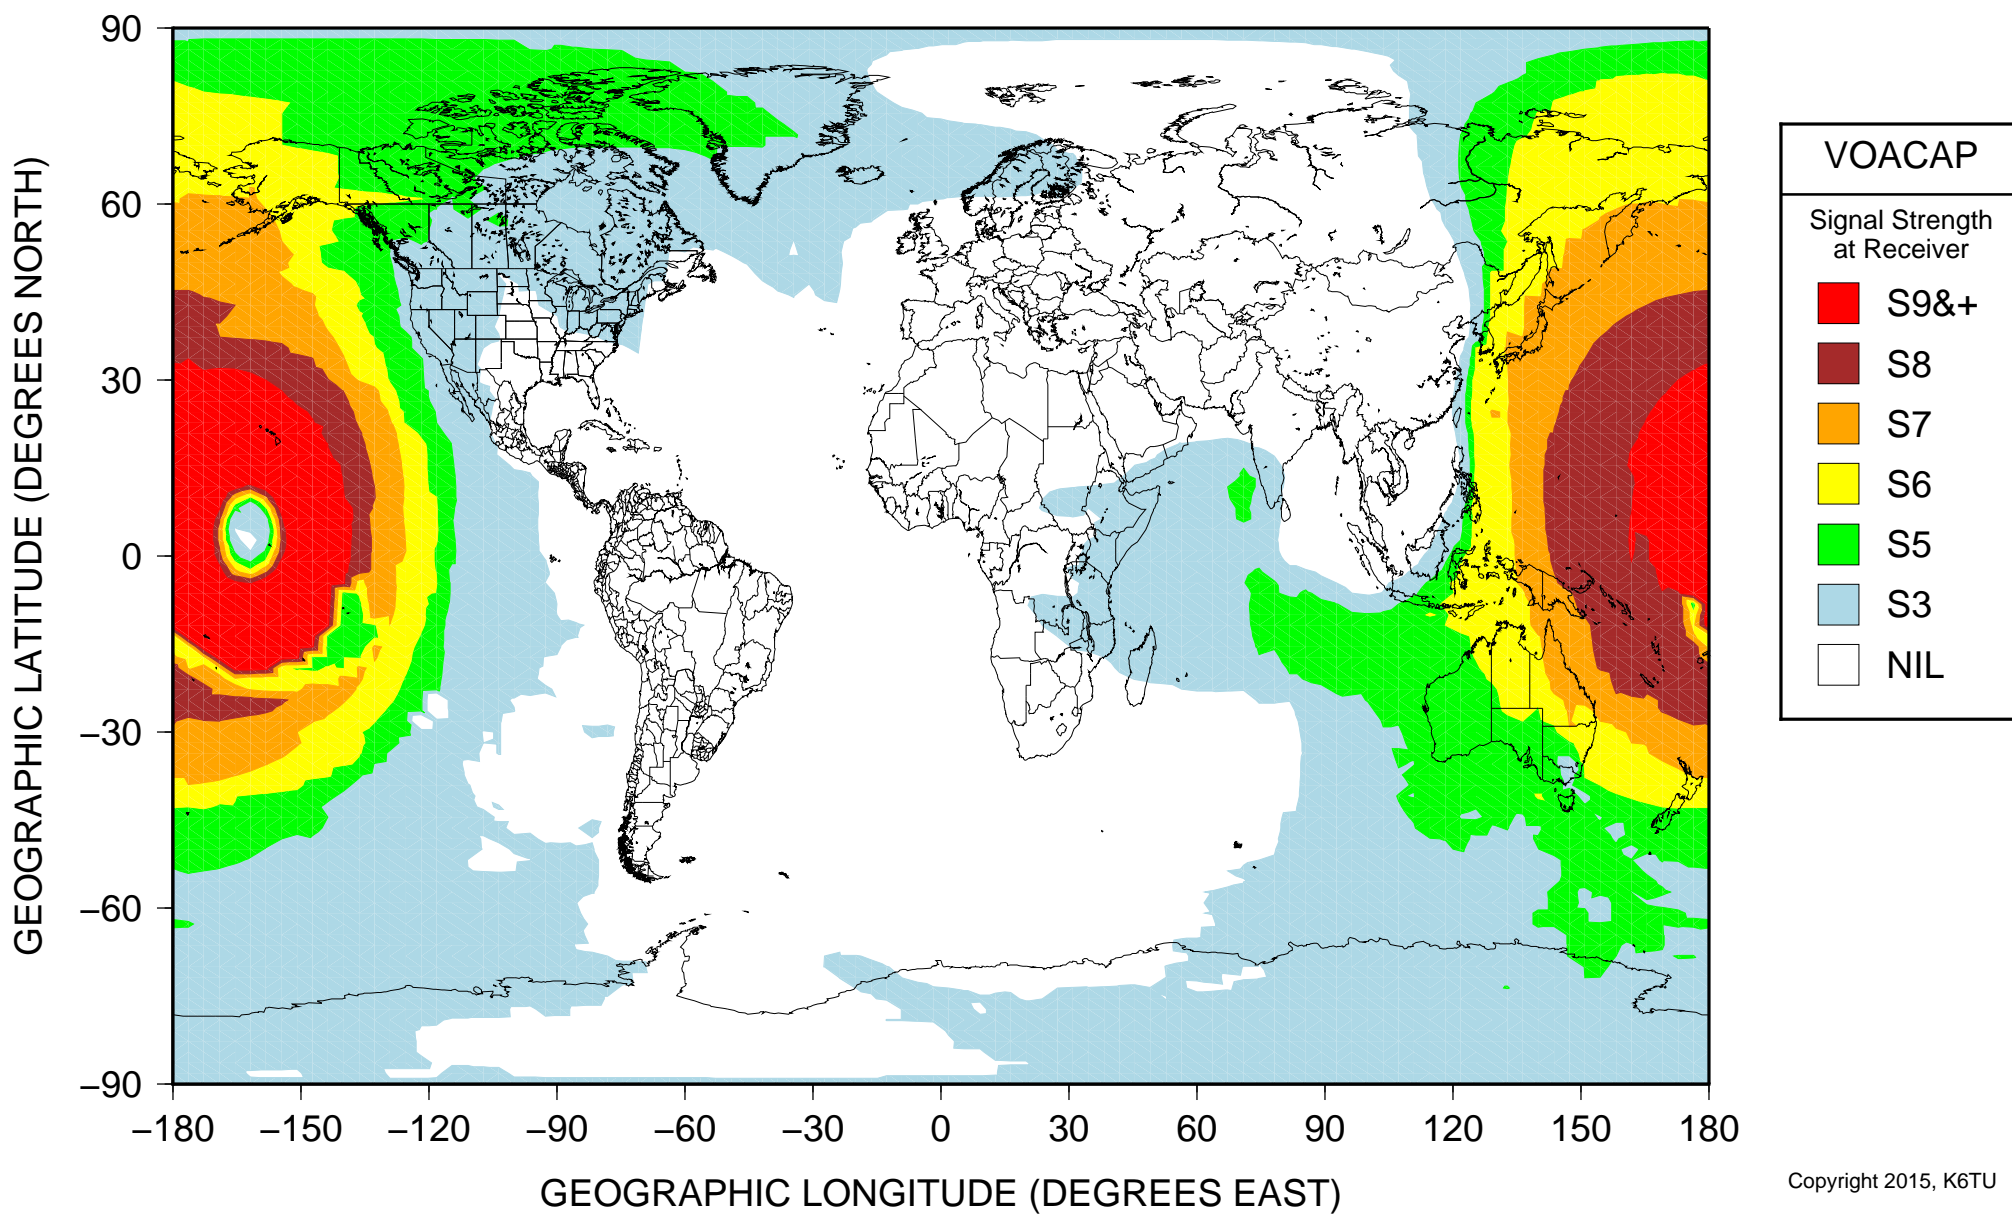 90
60
30
0
−30
−60
−90
GEOGRAPHIC LATITUDE (DEGREES NORTH)
−180 −150 −120 −90 −60 −30 0 30 60 90 120 150 180
GEOGRAPHIC LONGITUDE (DEGREES EAST)
VOACAP
Signal Strength
at Receiver
S9&+
S8
S7
S6
S5
S3
NIL
Copyright 2015, K6TU